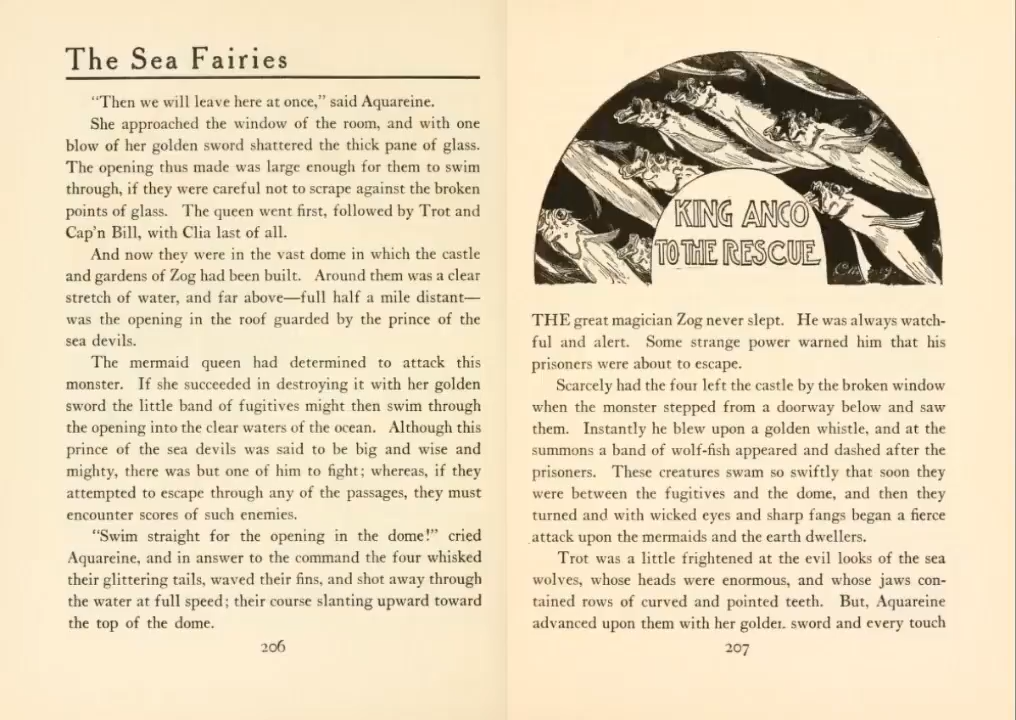 The Sea Fairies
"Then we will leave here at once," said Aquareine.
She approached the window of the room, and with one
blow of her golden sword shattered the thick pane of glass.
The opening thus made was large enough for them to swim
through, if they were careful not to scrape against the broken
points of glass. The queen went first, followed by Trot and
Cap'n Bill, with Clia last of all.
And now they were in the vast dome in which the castle
and gardens of Zog had been built. Around them was a clear
stretch of water, and far above—full half a mile distant—
was the opening in the roof guarded by the prince of the
sea devils.
The mermaid queen had determined to attack this
monster. If she succeeded in destroying it with her golden
sword the little band of fugitives might then swim through
the opening into the clear waters of the ocean. Although this
prince of the sea devils was said to be big and wise and
mighty, there was but one of him to fight; whereas, if they
attempted to escape through any of the passages, they must
encounter scores of such enemies.
"Swim straight for the opening in the dome!" cried
Aquareine, and in answer to the command the four whisked
their glittering tails, waved their fins, and shot away through
the water at full speed; their course slanting upward toward
the top of the dome.
206
KING ANCO
TO THE RESCUE
THE great magician Zog never slept. He was always watch-
ful and alert. Some strange power warned him that his
prisoners were about to escape.
Scarcely had the four left the castle by the broken window
when the monster stepped from a doorway below and saw
them. Instantly he blew upon a golden whistle, and at the
summons a band of wolf-fish appeared and dashed after the
prisoners. These creatures swam so swiftly that soon they
were between the fugitives and the dome, and then they
turned and with wicked eyes and sharp fangs began a fierce
attack upon the mermaids and the earth dwellers.
Trot was a little frightened at the evil looks of the sea
wolves, whose heads were enormous, and whose jaws con-
tained rows of curved and pointed teeth. But, Aquareine
advanced upon them with her golden sword and every touch
207